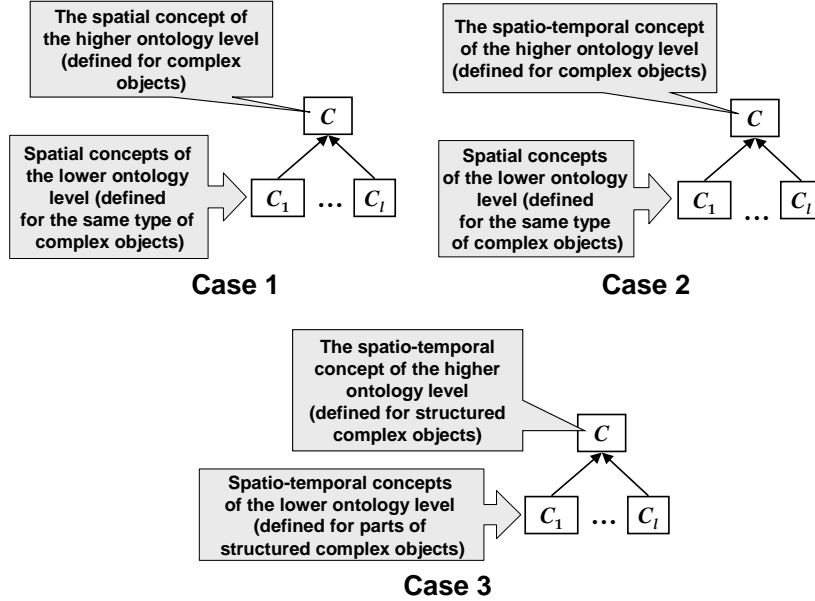 The spatial concept of
the higher ontology level
(defined for complex
objects)
C
Spatial concepts of
the lower ontology
level (defined
for the same type of
complex objects)
C1 ... Cl
Case 1
The spatio-temporal concept
of the higher ontology level
(defined for complex objects)
C
Spatial concepts
of the lower ontology
level (defined
for the same type
of complex objects)
C1 ... Cl
Case 2
The spatio-temporal
concept of the higher
ontology level
(defined for structured
complex objects)
C
Spatio-temporal concepts
of the lower ontology level
(defined for parts of
structured complex objects)
C1 ... Cl
Case 3